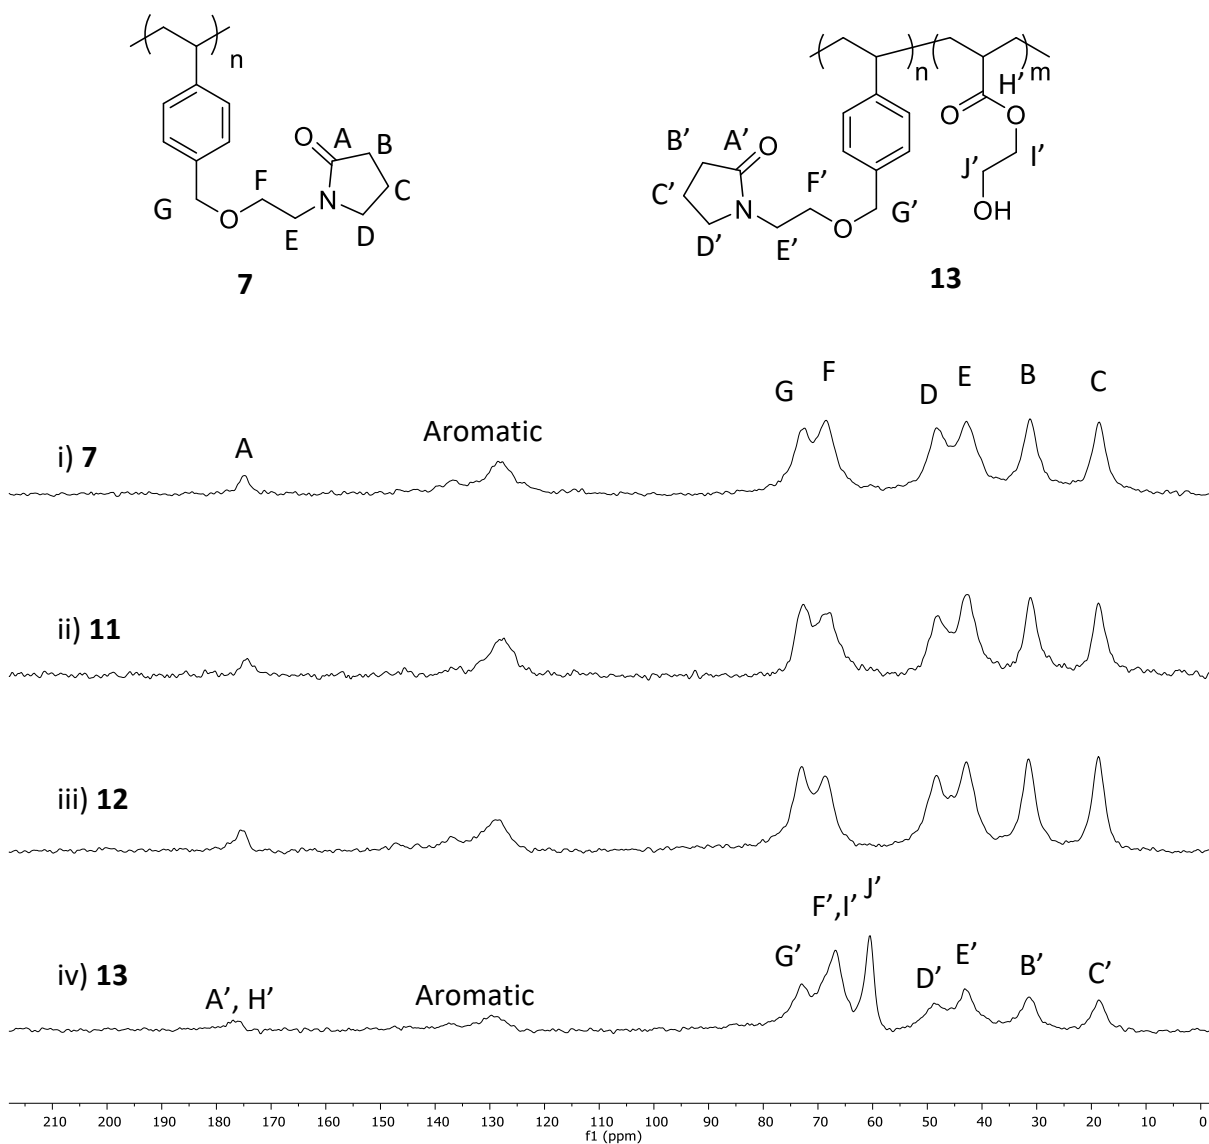 n
O
A
B
C
N
F
G
O
E
D
7
n
H’
m
O
O
B’
A’
O
C’
F’
J’
I’
N
D’
E’
O
G’
OH
13
i) 7
A
Aromatic
G
F
D
E
B
C
ii) 11
iii) 12
iv) 13
A’, H’
Aromatic
G’
F’,I’
J’
D’
E’
B’
C’
210 200 190 180 170 160 150 140 130 120 110 100 90 80 70 60 50 40 30 20 10 0
f1 (ppm)